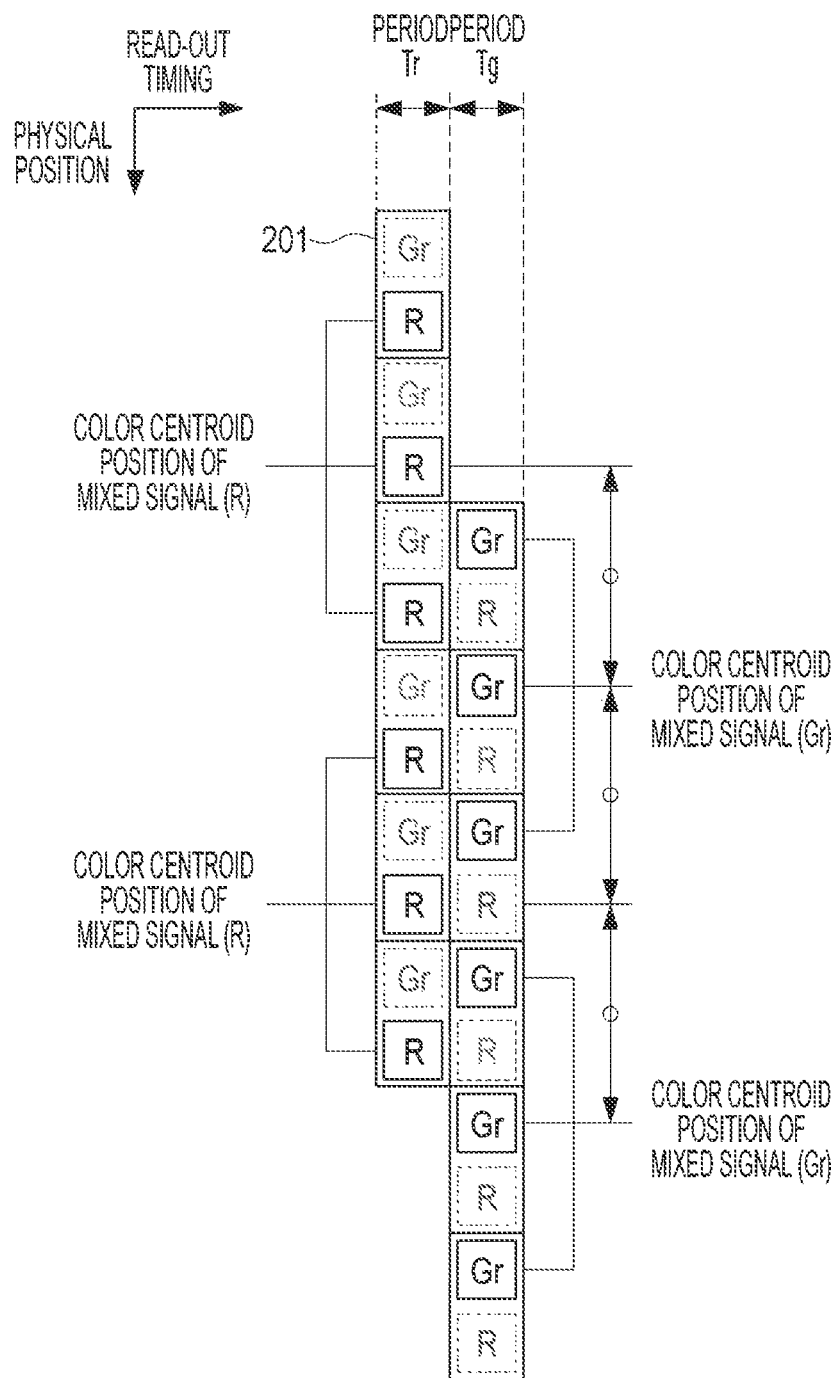 READ-OUT
TIMING
PHYSICAL
POSITION
PERIOD PERIOD
Tr Tg
201
Gr
R
Gr
COLOR CENTROID
POSITION OF
MIXED SIGNAL (R)
R
Gr Gr
R R
Gr Gr
COLOR CENTROID
POSITION OF
MIXED SIGNAL (Gr)
R R
Gr Gr
COLOR CENTROID
POSITION OF
MIXED SIGNAL (R)
R R
Gr Gr
R R
Gr
COLOR CENTROID
POSITION OF
MIXED SIGNAL (Gr)
R
Gr
R